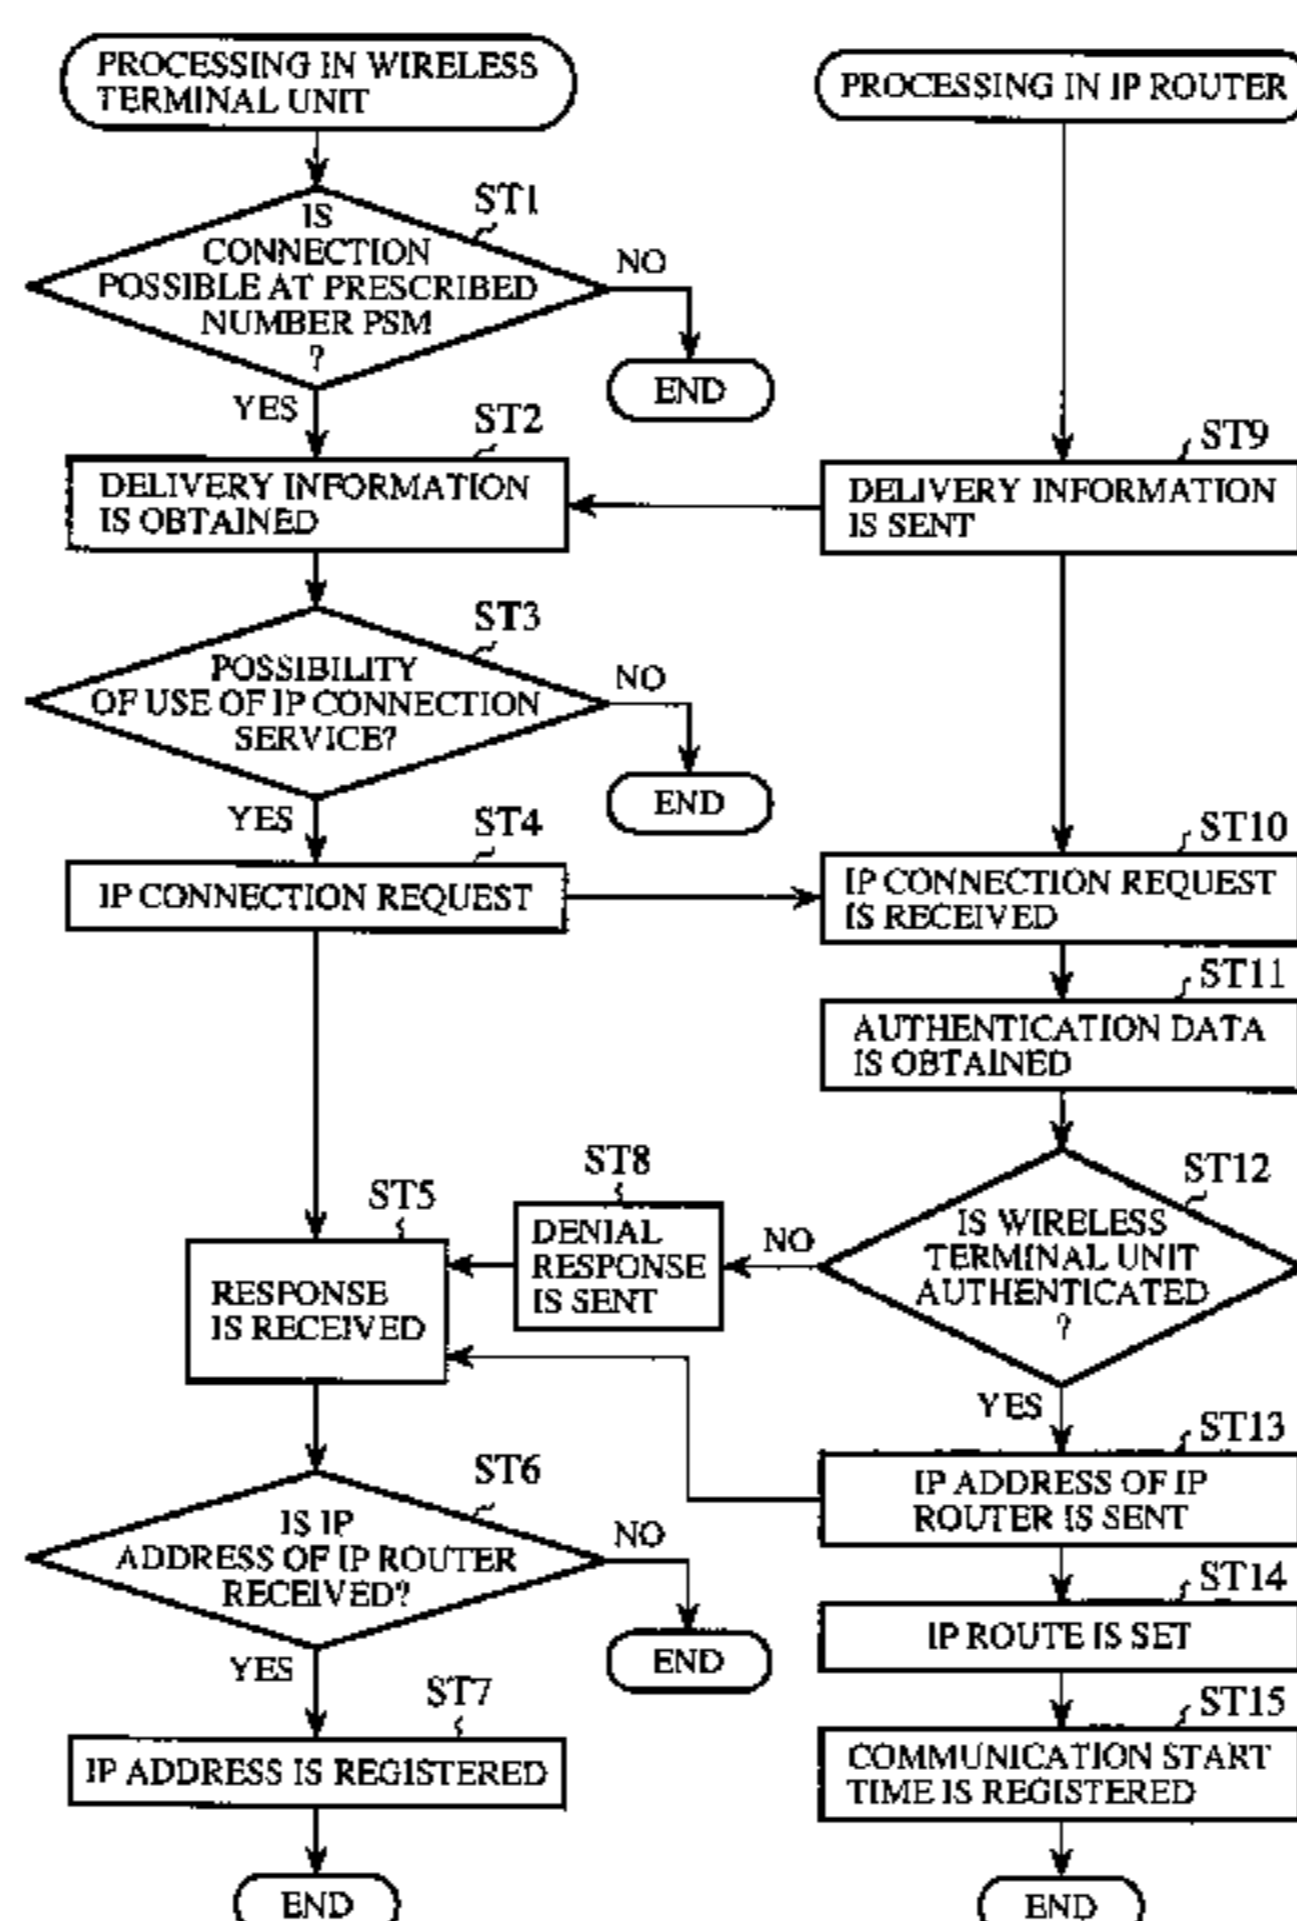 PROCESSING IN WIRELESS
TERMINAL UNIT
ST1
IS
CONNECTION
POSSIBLE AT PRESCRIBED
NUMBER PSM
?
NO
END
YES
ST2
DELIVERY INFORMATION
IS OBTAINED
ST3
POSSIBILITY
OF USE OF IP CONNECTION
SERVICE?
NO
END
YES
ST4
IP CONNECTION REQUEST
ST5
RESPONSE
IS RECEIVED
ST8
DENIAL
RESPONSE
IS SENT
ST6
IS IP
ADDRESS OF IP ROUTER
RECEIVED?
NO
END
YES
ST7
IP ADDRESS IS REGISTERED
END
PROCESSING IN IP ROUTER
ST9
DELIVERY INFORMATION
IS SENT
ST10
IP CONNECTION REQUEST
IS RECEIVED
ST11
AUTHENTICATION DATA
IS OBTAINED
ST12
IS WIRELESS
TERMINAL UNIT
AUTHENTICATED
?
NO
YES
ST13
IP ADDRESS OF IP
ROUTER IS SENT
ST14
IP ROUTE IS SET
ST15
COMMUNICATION START
TIME IS REGISTERED
END